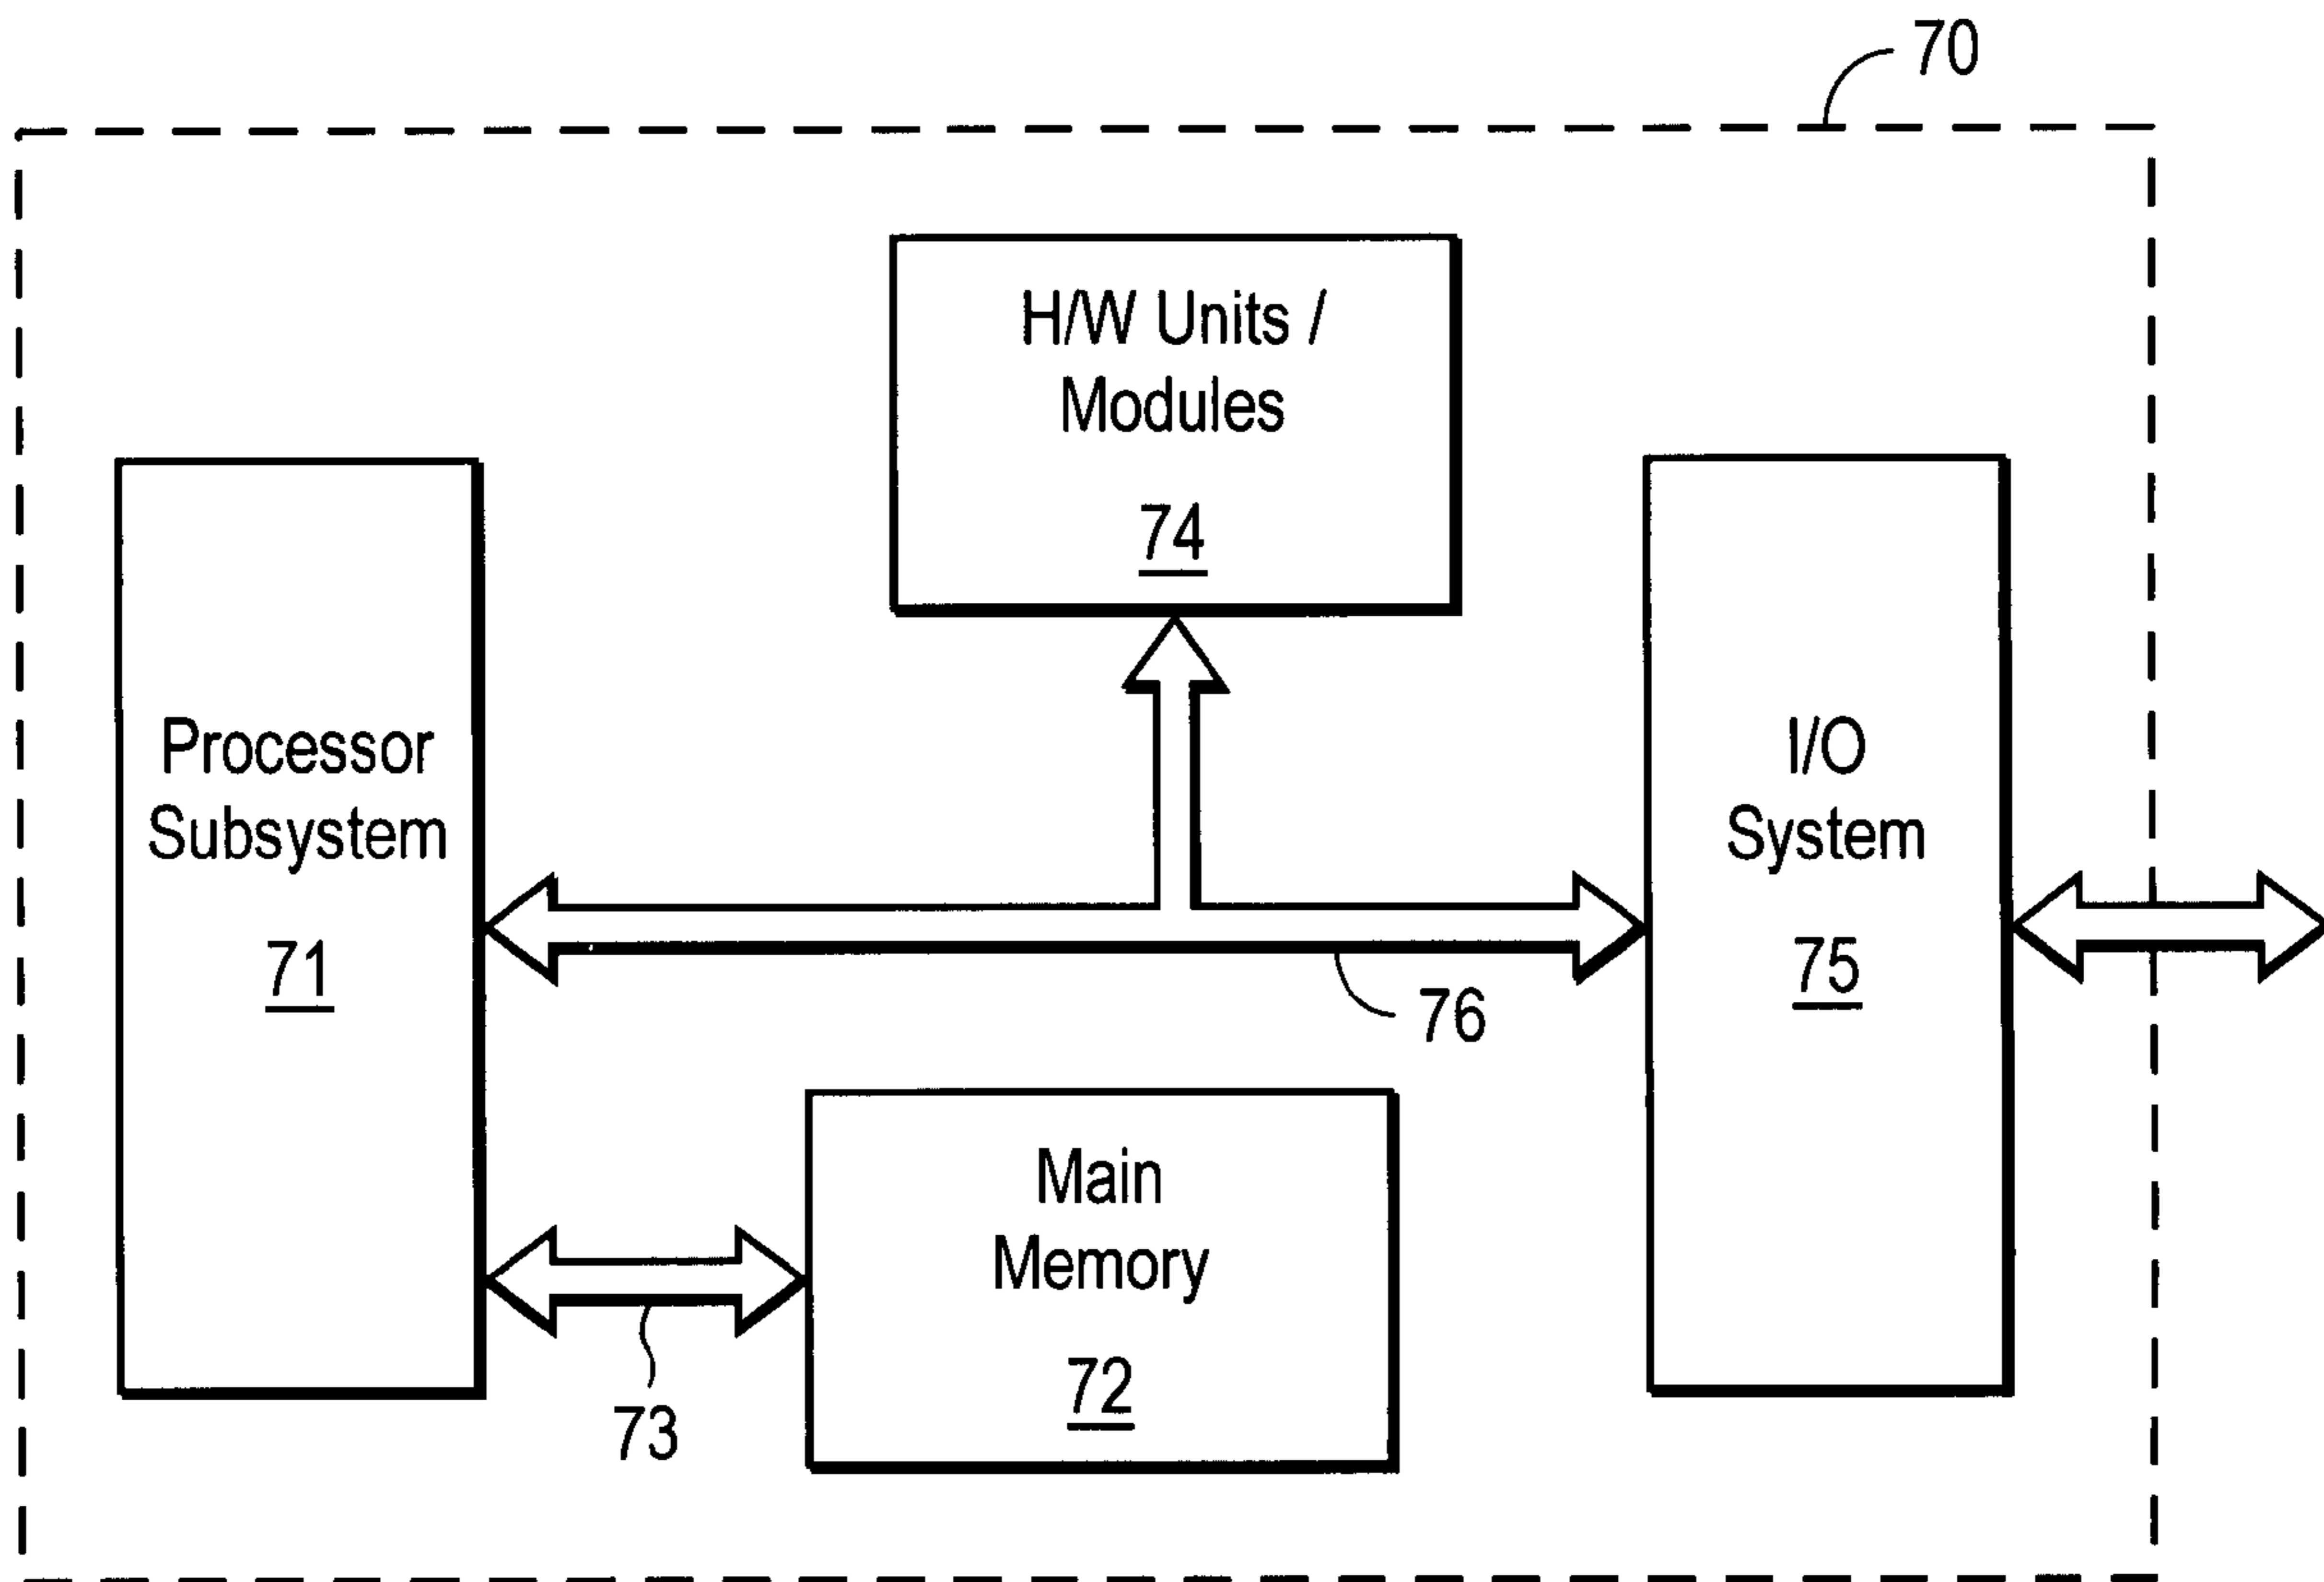 70
H/W Units /
Modules
74
Processor
Subsystem
71
I/O
System
75
76
Main
Memory
72
73